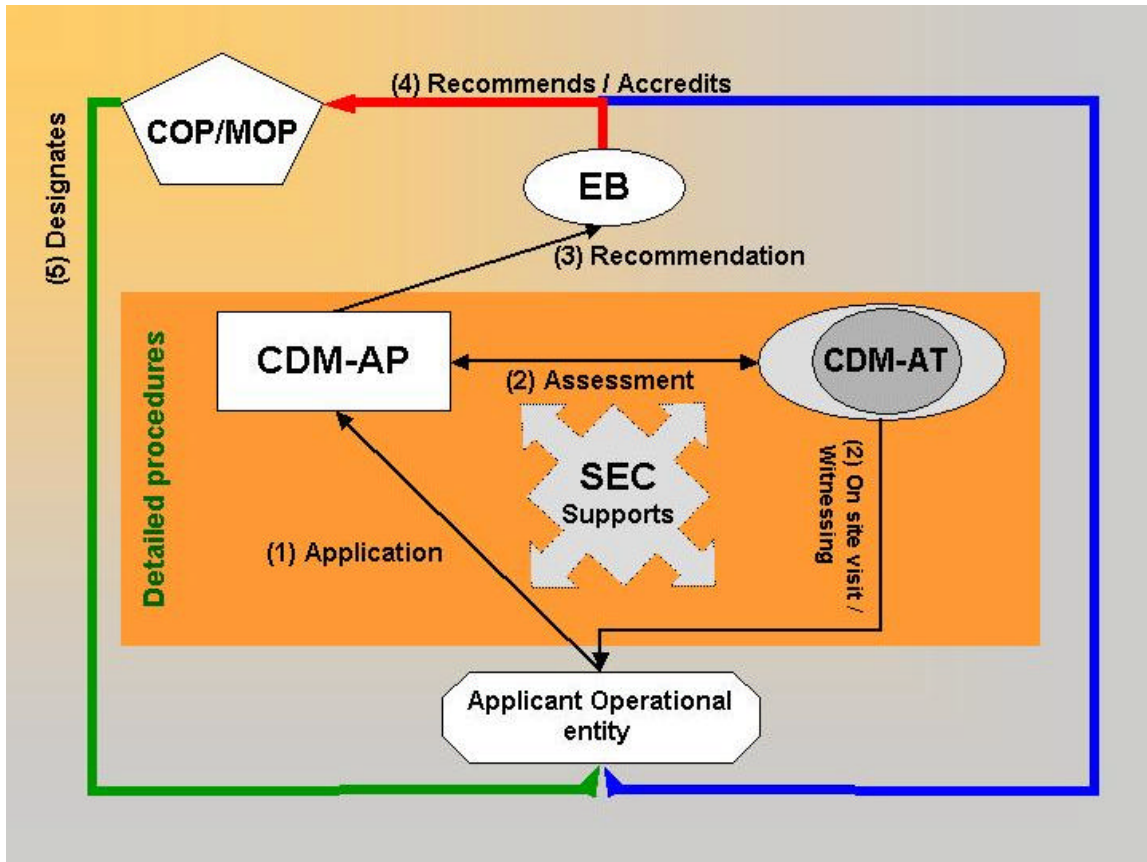 (4) Recommends / Accredits
COP/MOP
EB
(5) Designates
(3) Recommendation
CDM-AP
CDM-AT
(2) Assessment
Detailed procedures
SEC
Supports
(2) On site visit /
Witnessing
(1) Application
Applicant Operational
entity